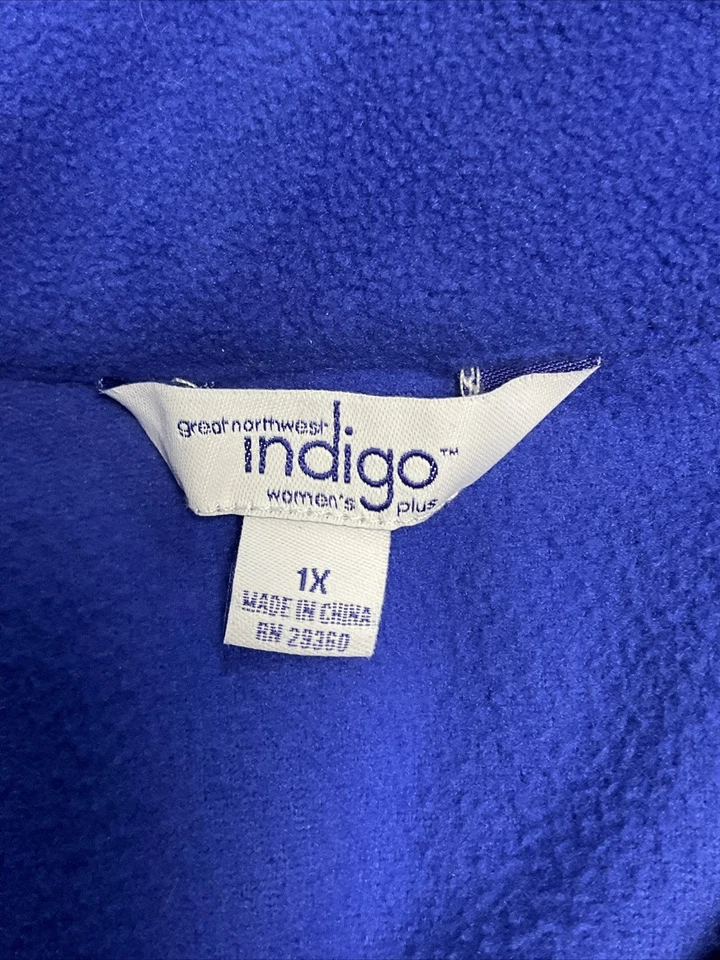 great northwest
indigo™
women's plus
1X
MADE IN CHINA
RN 29360